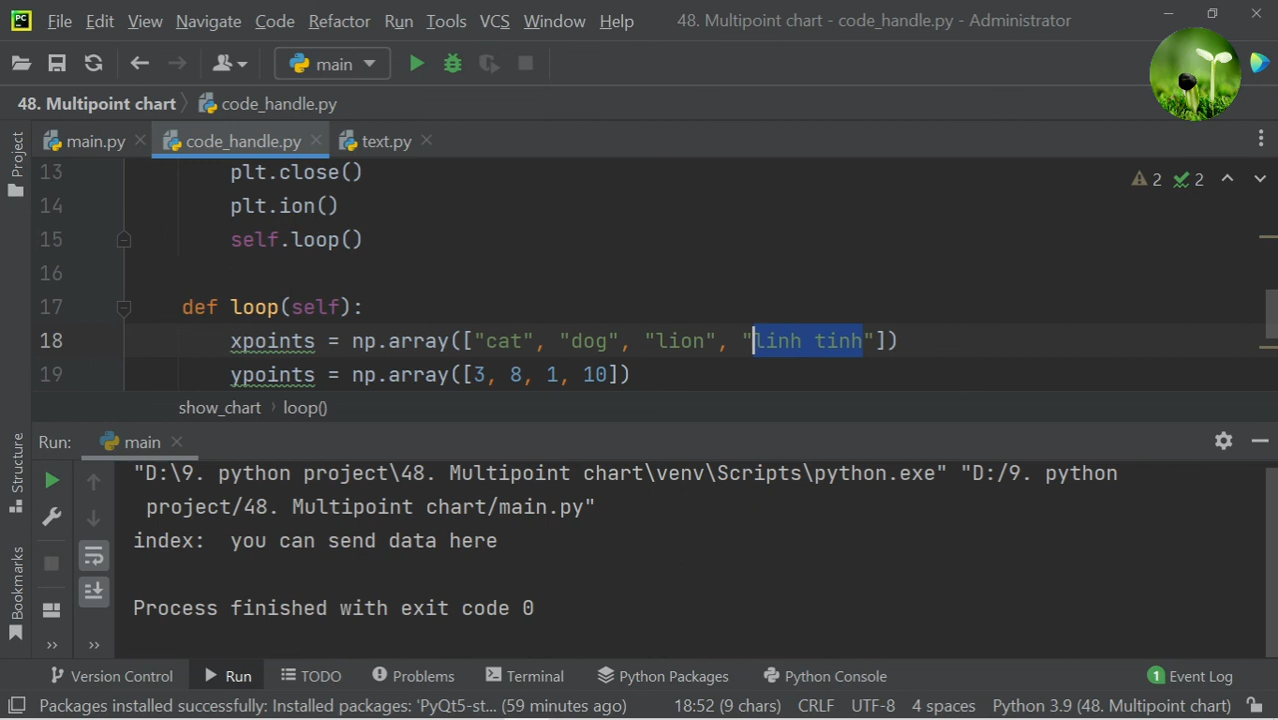 PC File Edit View Navigate Code Refactor Run Tools VCS Window Help 48. Multipoint chart - code_handle.py - Administrator
main
48. Multipoint chart code_handle.py
main.py code_handle.py text.py
Project
13 plt.close()
2 2
14 plt.ion()
15 self.loop()
16
17 def loop(self):
18 xpoints = np.array(["cat", "dog", "lion", "linh tinh"])
19 ypoints = np.array([3, 8, 1, 10])
show_chart loop()
Run: main
Structure
Bookmarks
"D:\9. python project\48. Multipoint chart\venv\Scripts\python.exe" "D:/9. python
project/48. Multipoint chart/main.py"
index: you can send data here
Process finished with exit code 0
Version Control Run TODO Problems Terminal Python Packages Python Console 1 Event Log
Packages installed successfully: Installed packages: 'PyQt5-st... (59 minutes ago) 18:52 (9 chars) CRLF UTF-8 4 spaces Python 3.9 (48. Multipoint chart)